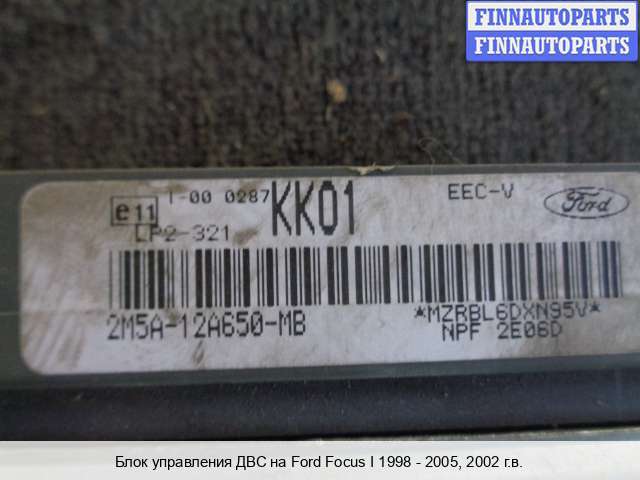 FINNAUTOPARTS
FINNAUTOPARTS
e11
I-00 0287
KK01
EEC-V
Ford
LP2-321
2M5A-12A650-MB
*MZRBL6DXN95V*
NPF 2E06D
Блок управления ДВС на Ford Focus I 1998 - 2005, 2002 г.в.